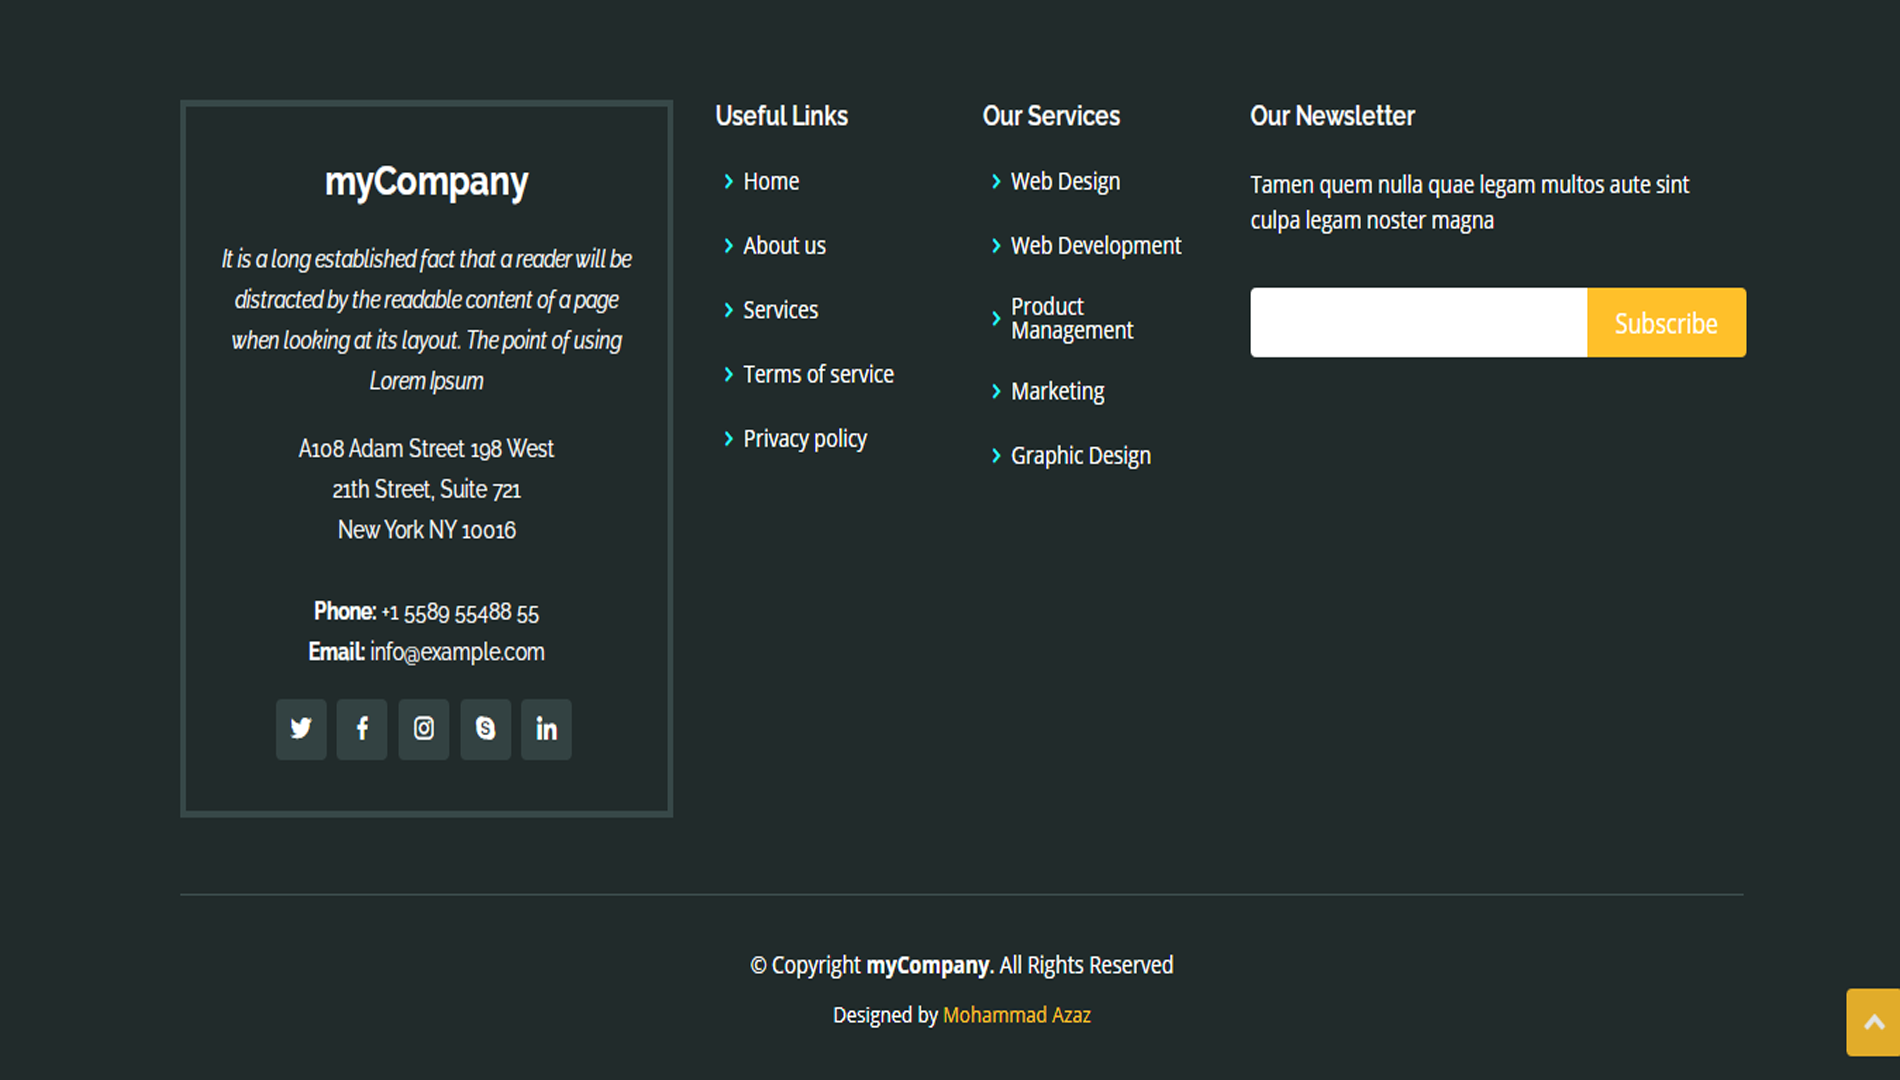 myCompany
It is a long established fact that a reader will be
distracted by the readable content of a page
when looking at its layout. The point of using
Lorem Ipsum
A108 Adam Street 198 West
21th Street, Suite 721
New York NY 10016
Phone: +1 5589 55488 55
Email: info@example.com
Useful Links
Home
About us
Services
Terms of service
Privacy policy
Our Services
Web Design
Web Development
Product
Management
Marketing
Graphic Design
Our Newsletter
Tamen quem nulla quae legam multos aute sint
culpa legam noster magna
Subscribe
© Copyright myCompany. All Rights Reserved
Designed by Mohammad Azaz